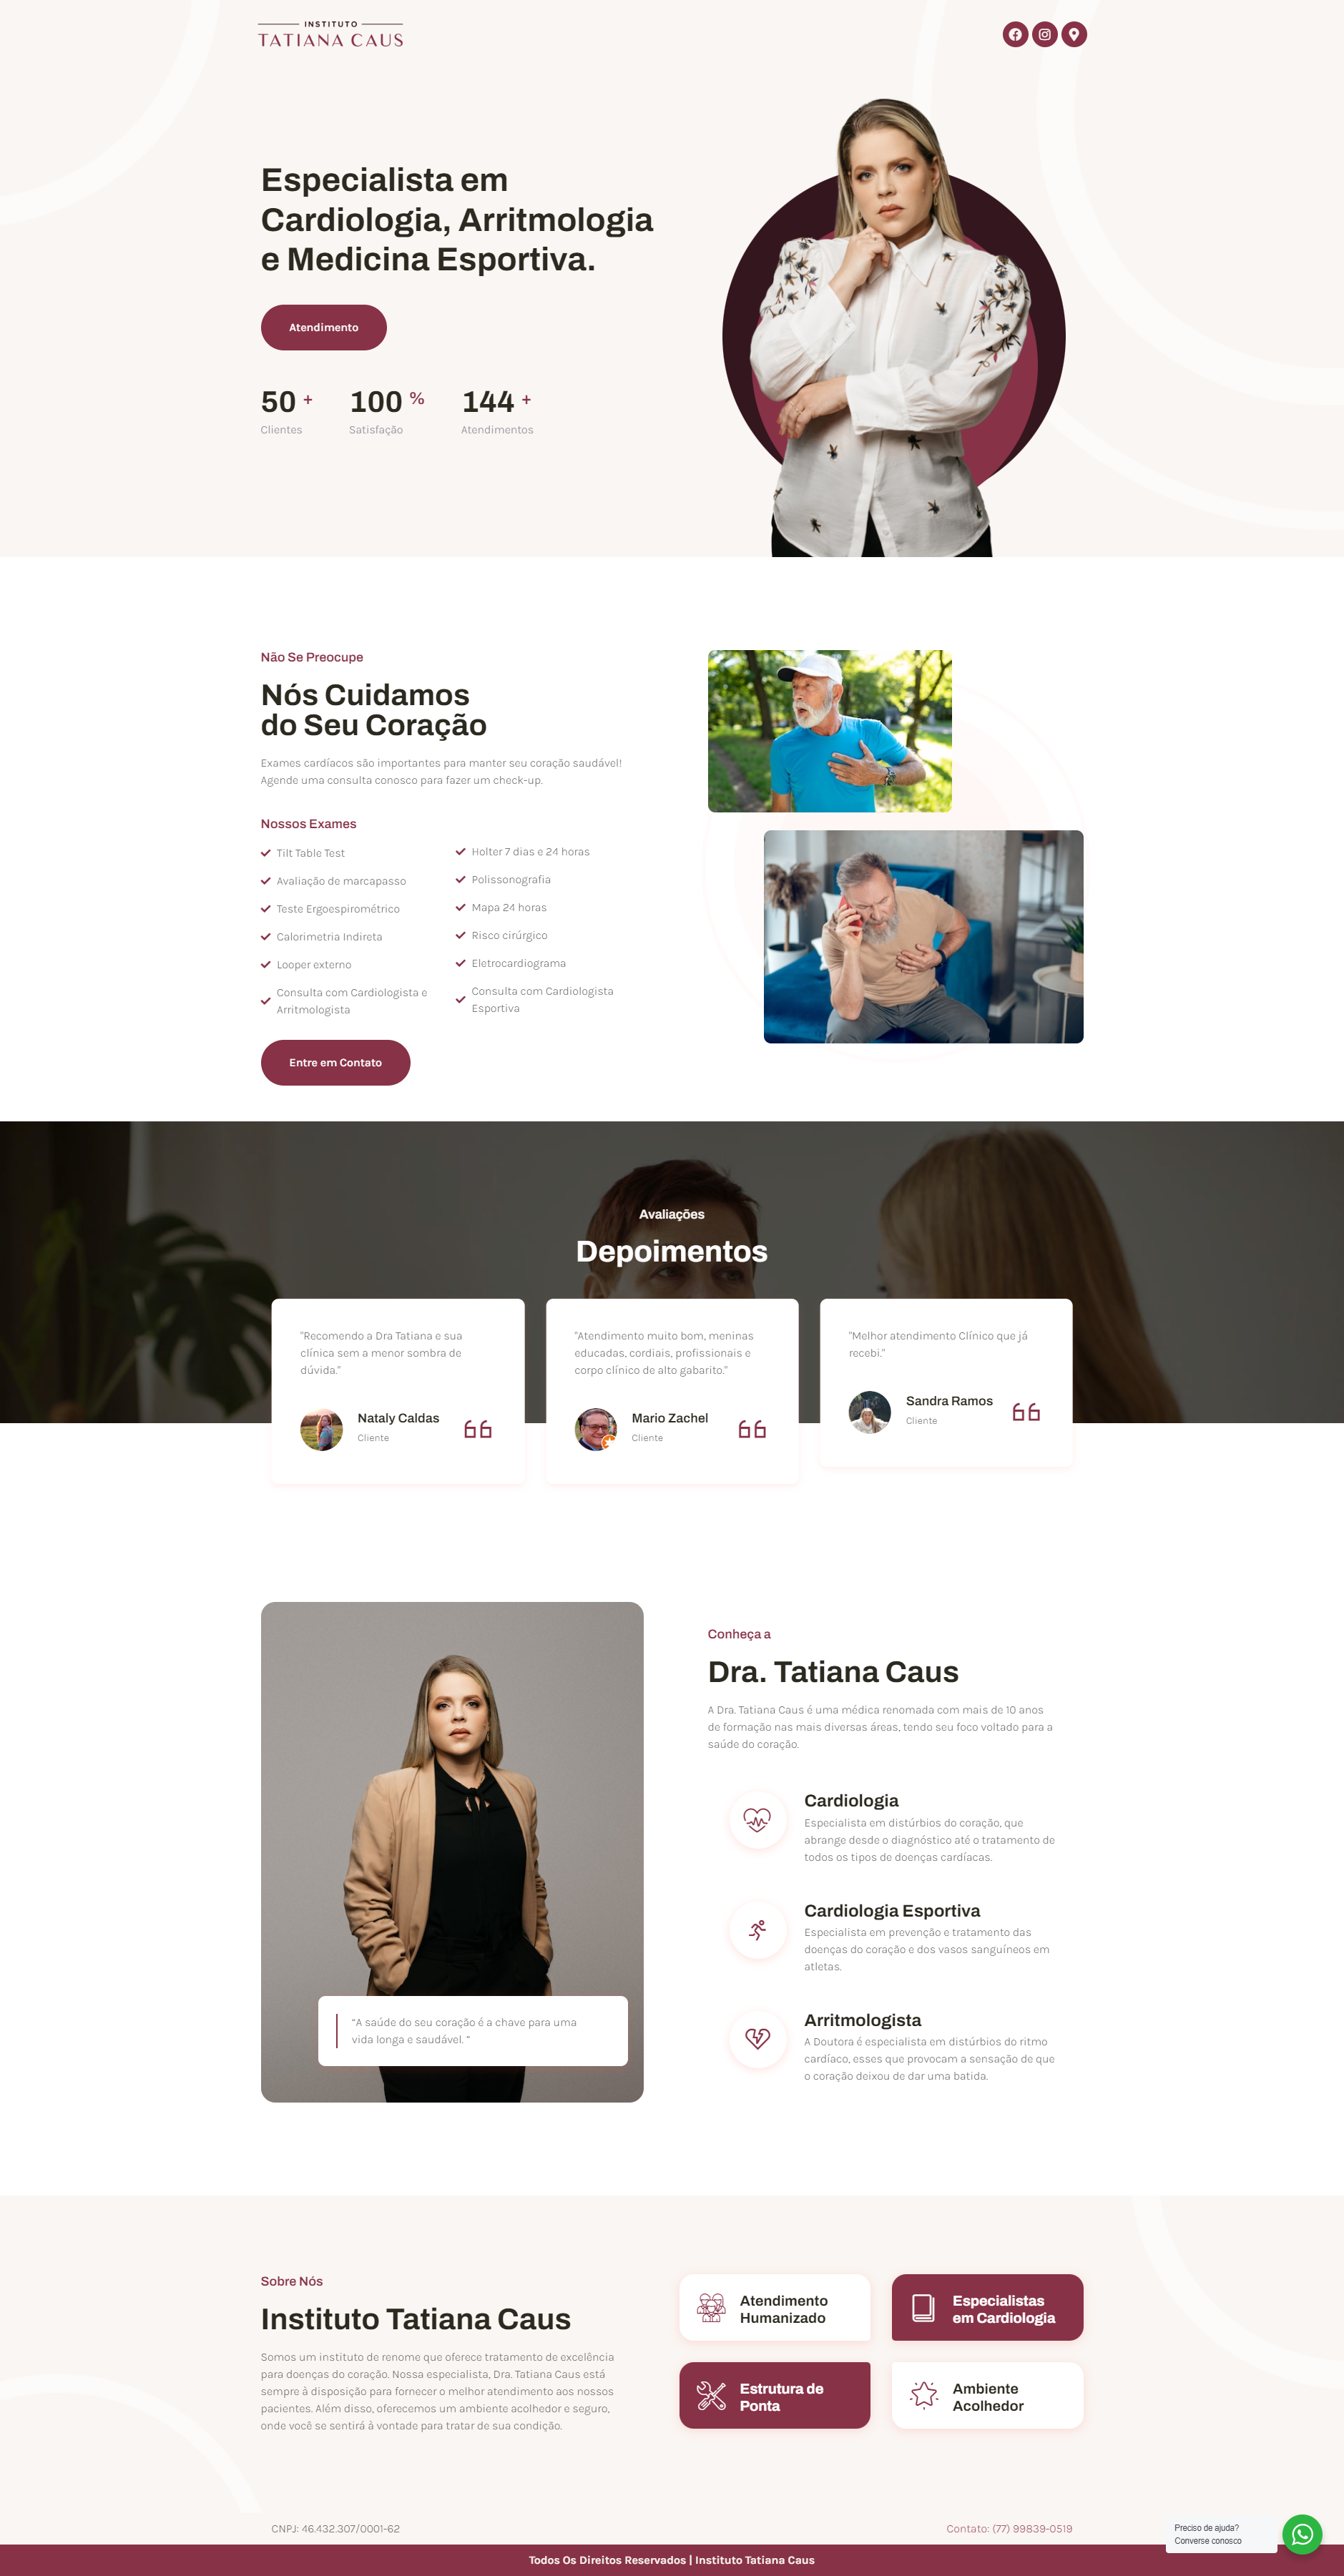 INSTITUTO
TATIANA CAUS
Especialista em
Cardiologia, Arritmologia
e Medicina Esportiva.
Atendimento
50 +
Clientes
100 %
Satisfação
144 +
Atendimentos
Não Se Preocupe
Nós Cuidamos
do Seu Coração
Exames cardíacos são importantes para manter seu coração saudável!
Agende uma consulta conosco para fazer um check-up.
Nossos Exames
Tilt Table Test
Avaliação de marcapasso
Teste Ergoespirométrico
Calorimetria Indireta
Looper externo
Consulta com Cardiologista e
Arritmologista
Holter 7 dias e 24 horas
Polissonografia
Mapa 24 horas
Risco cirúrgico
Eletrocardiograma
Consulta com Cardiologista
Esportiva
Entre em Contato
Avaliações
Depoimentos
"Recomendo a Dra Tatiana e sua
clínica sem a menor sombra de
dúvida."
Nataly Caldas
Cliente
"Atendimento muito bom, meninas
educadas, cordiais, profissionais e
corpo clínico de alto gabarito."
Mario Zachel
Cliente
"Melhor atendimento Clínico que já
recebi."
Sandra Ramos
Cliente
“A saúde do seu coração é a chave para uma
vida longa e saudável. ”
Conheça a
Dra. Tatiana Caus
A Dra. Tatiana Caus é uma médica renomada com mais de 10 anos
de formação nas mais diversas áreas, tendo seu foco voltado para a
saúde do coração.
Cardiologia
Especialista em distúrbios do coração, que
abrange desde o diagnóstico até o tratamento de
todos os tipos de doenças cardíacas.
Cardiologia Esportiva
Especialista em prevenção e tratamento das
doenças do coração e dos vasos sanguíneos em
atletas.
Arritmologista
A Doutora é especialista em distúrbios do ritmo
cardíaco, esses que provocam a sensação de que
o coração deixou de dar uma batida.
Sobre Nós
Instituto Tatiana Caus
Somos um instituto de renome que oferece tratamento de excelência
para doenças do coração. Nossa especialista, Dra. Tatiana Caus está
sempre à disposição para fornecer o melhor atendimento aos nossos
pacientes. Além disso, oferecemos um ambiente acolhedor e seguro,
onde você se sentirá à vontade para tratar de sua condição.
Atendimento
Humanizado
Especialistas
em Cardiologia
Estrutura de
Ponta
Ambiente
Acolhedor
CNPJ: 46.432.307/0001-62
Contato: (77) 99839-0519
Preciso de ajuda?
Converse conosco
Todos Os Direitos Reservados | Instituto Tatiana Caus